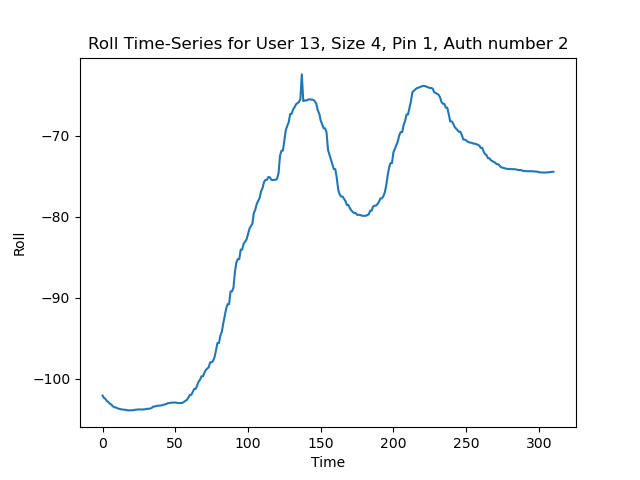 Roll Time-Series for User 13, Size 4, Pin 1, Auth number 2
−70
−80
−90
−100
Roll
0 50 100 150 200 250 300
Time